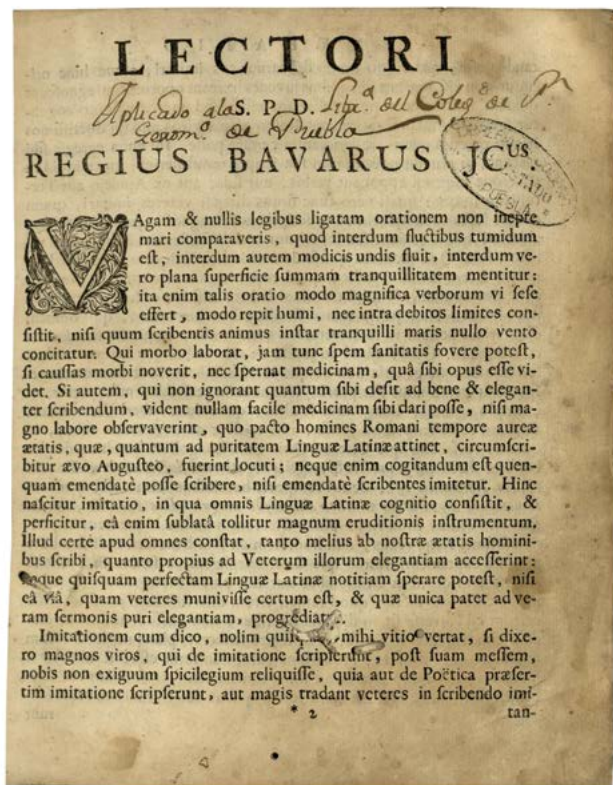 LECTORI
Aplicado a la S. P. D. Libr.ª del Coleg.º de S.n
Geronm.º de Puebla
REGIUS BAVARUS JCUS.
ESTADO
PUEBLA
VAgam & nullis legibus ligatam orationem non inepte
mari comparaveris, quod interdum fluctibus tumidum
est, interdum autem modicis undis fluit, interdum ve-
ro plana superficie summam tranquillitatem mentitur:
ita enim talis oratio modo magnifica verborum vi sese
effert, modo repit humi, nec intra debitos limites con-
sistit, nisi quum scribentis animus instar tranquilli maris nullo vento
concitatur. Qui morbo laborat, jam tunc spem sanitatis fovere potest,
si caussas morbi noverit, nec spernat medicinam, quâ sibi opus esse vi-
det. Si autem, qui non ignorant quantum sibi desit ad bene & elegan-
ter scribendum, vident nullam facile medicinam sibi dari posse, nisi ma-
gno labore observaverint, quo pacto homines Romani tempore aureæ
ætatis, quæ, quantum ad puritatem Linguæ Latinæ attinet, circumscri-
bitur ævo Augusteo, fuerint locuti; neque enim cogitandum est quen-
quam emendatè posse scribere, nisi emendatè scribentes imitetur. Hinc
nascitur imitatio, in qua omnis Linguæ Latinæ cognitio consistit, &
perficitur, eâ enim sublatâ tollitur magnum eruditionis instrumentum.
Illud certe apud omnes constat, tanto melius ab nostræ ætatis homini-
bus scribi, quanto propius ad Veterum illorum elegantiam accesserint:
neque quisquam perfectam Linguæ Latinæ notitiam sperare potest, nisi
eâ viâ, quam veteres munivisse certum est, & quæ unica patet ad ve-
ram sermonis puri elegantiam, progrediatur.
Imitationem cum dico, nolim quisquam mihi vitio vertat, si dixe-
ro magnos viros, qui de imitatione scripserunt, post suam messem,
nobis non exiguum spicilegium reliquisse, quia aut de Poëtica præser-
tim imitatione scripserunt, aut magis tradant veteres in scribendo imi-
* 2 tan-